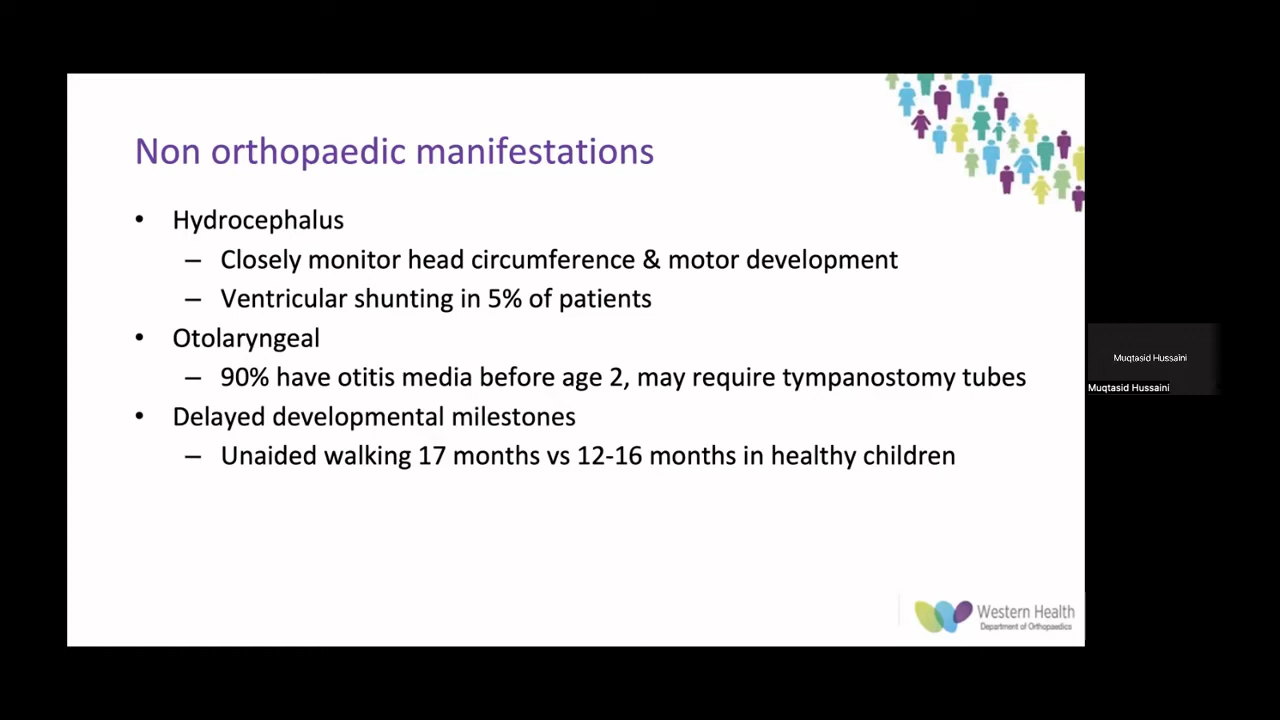 Non orthopaedic manifestations
• Hydrocephalus
– Closely monitor head circumference & motor development
– Ventricular shunting in 5% of patients
• Otolaryngeal
– 90% have otitis media before age 2, may require tympanostomy tubes
• Delayed developmental milestones
– Unaided walking 17 months vs 12-16 months in healthy children
Muqtasid Hussaini
Muqtasid Hussaini
Western Health
Department of Orthopaedics